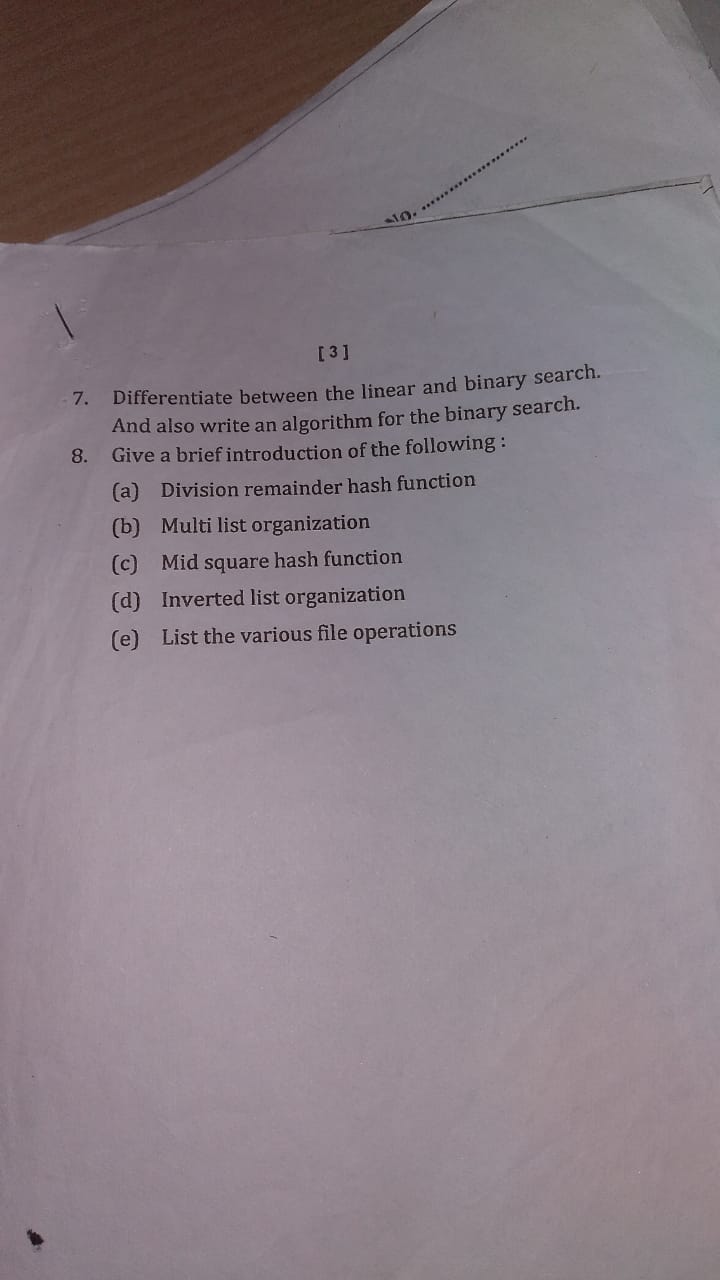 No. ........................
[ 3 ]
7. Differentiate between the linear and binary search.
And also write an algorithm for the binary search.
8. Give a brief introduction of the following :
(a) Division remainder hash function
(b) Multi list organization
(c) Mid square hash function
(d) Inverted list organization
(e) List the various file operations